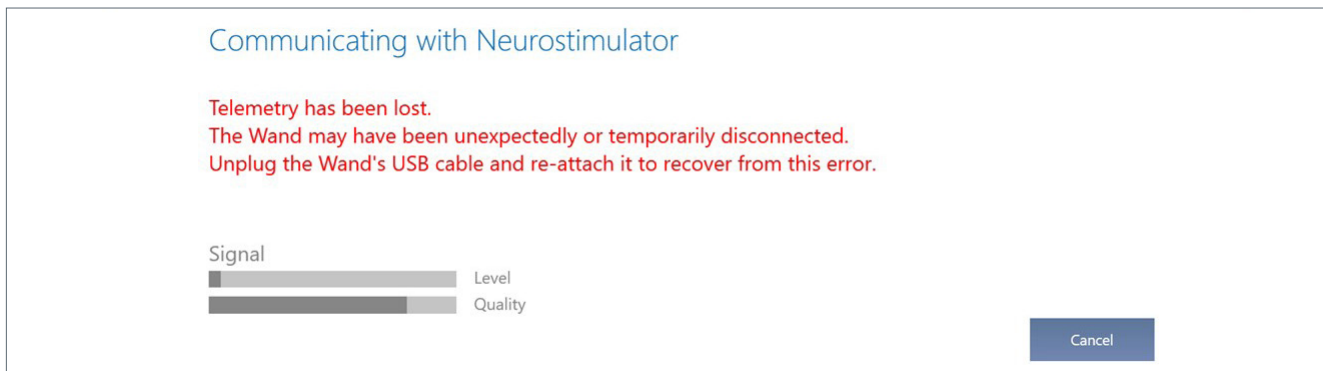 Communicating with Neurostimulator
Telemetry has been lost.
The Wand may have been unexpectedly or temporarily disconnected.
Unplug the Wand's USB cable and re-attach it to recover from this error.
Signal
Level
Quality
Cancel